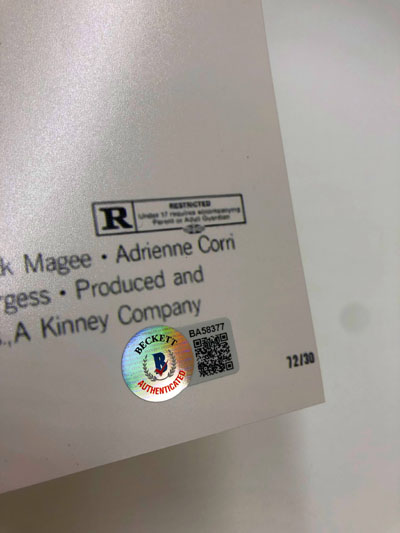 R
RESTRICTED
Under 17 requires accompanying
Parent or Adult Guardian
k Magee • Adrienne Corri
rgess • Produced and
., A Kinney Company
BECKETT
B
AUTHENTICATED
BA58377
72/30